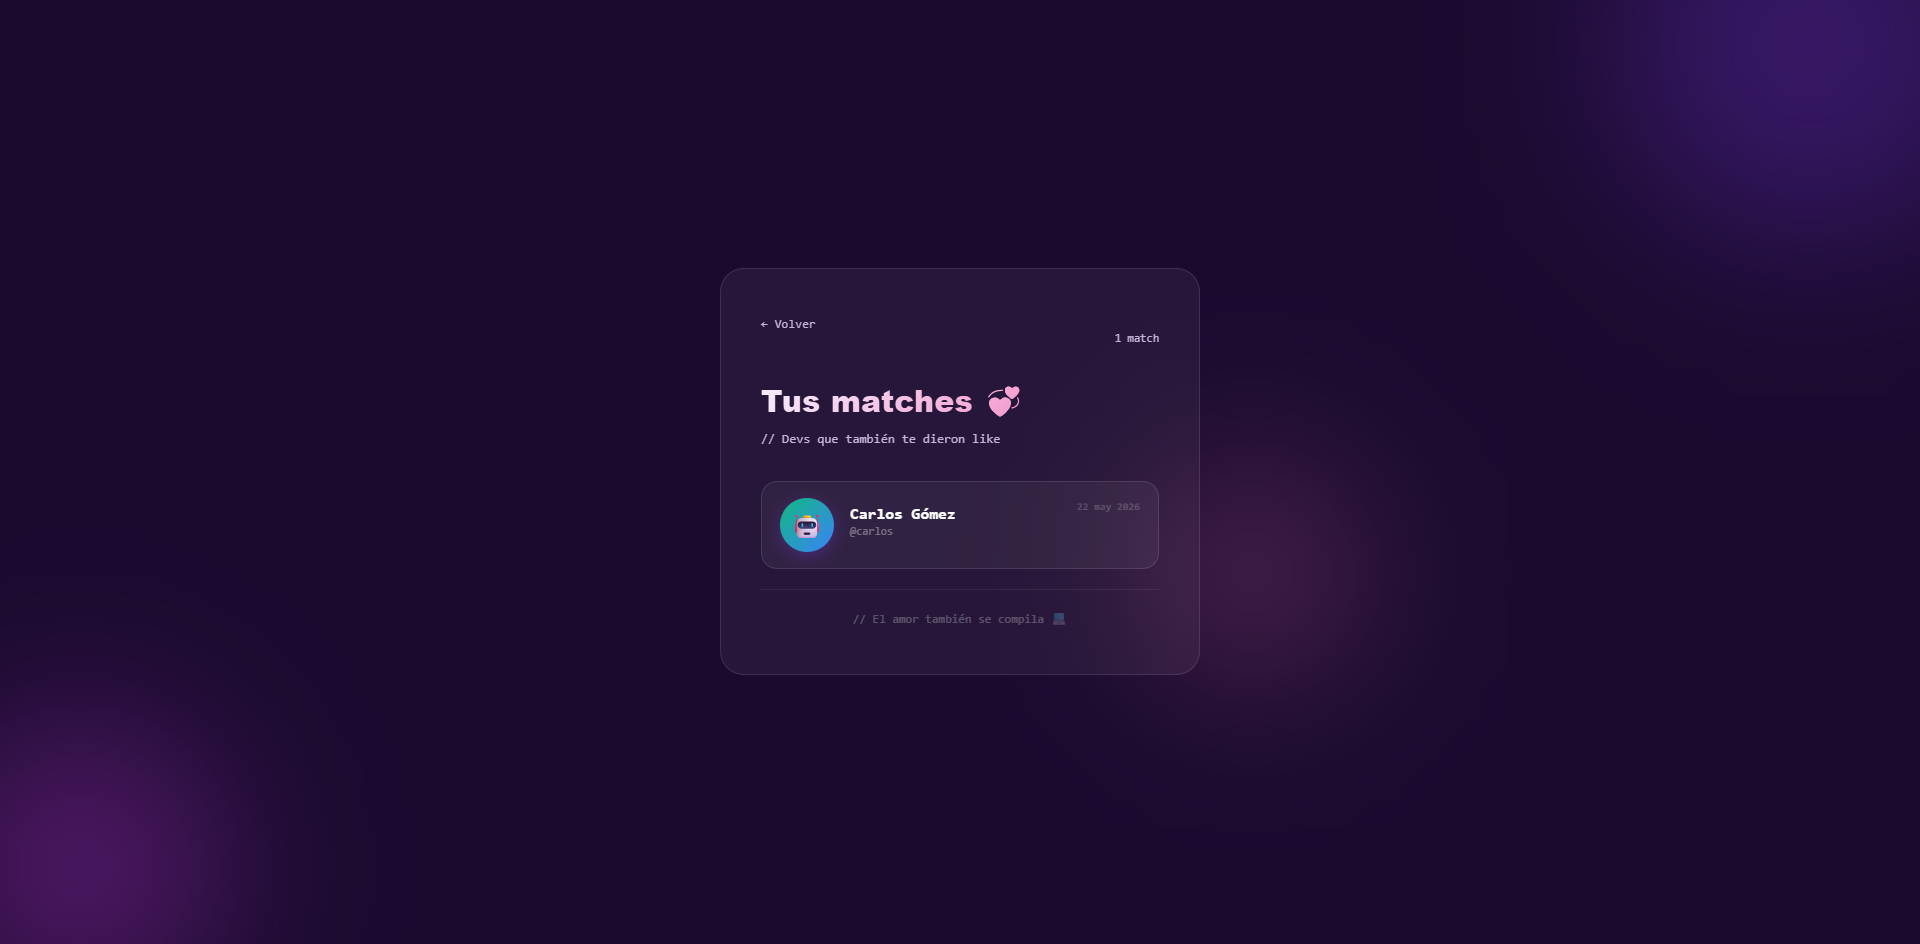 ← Volver
1 match
Tus matches 💞
// Devs que también te dieron like
Carlos Gómez
22 may 2026
@carlos
// El amor también se compila 💻